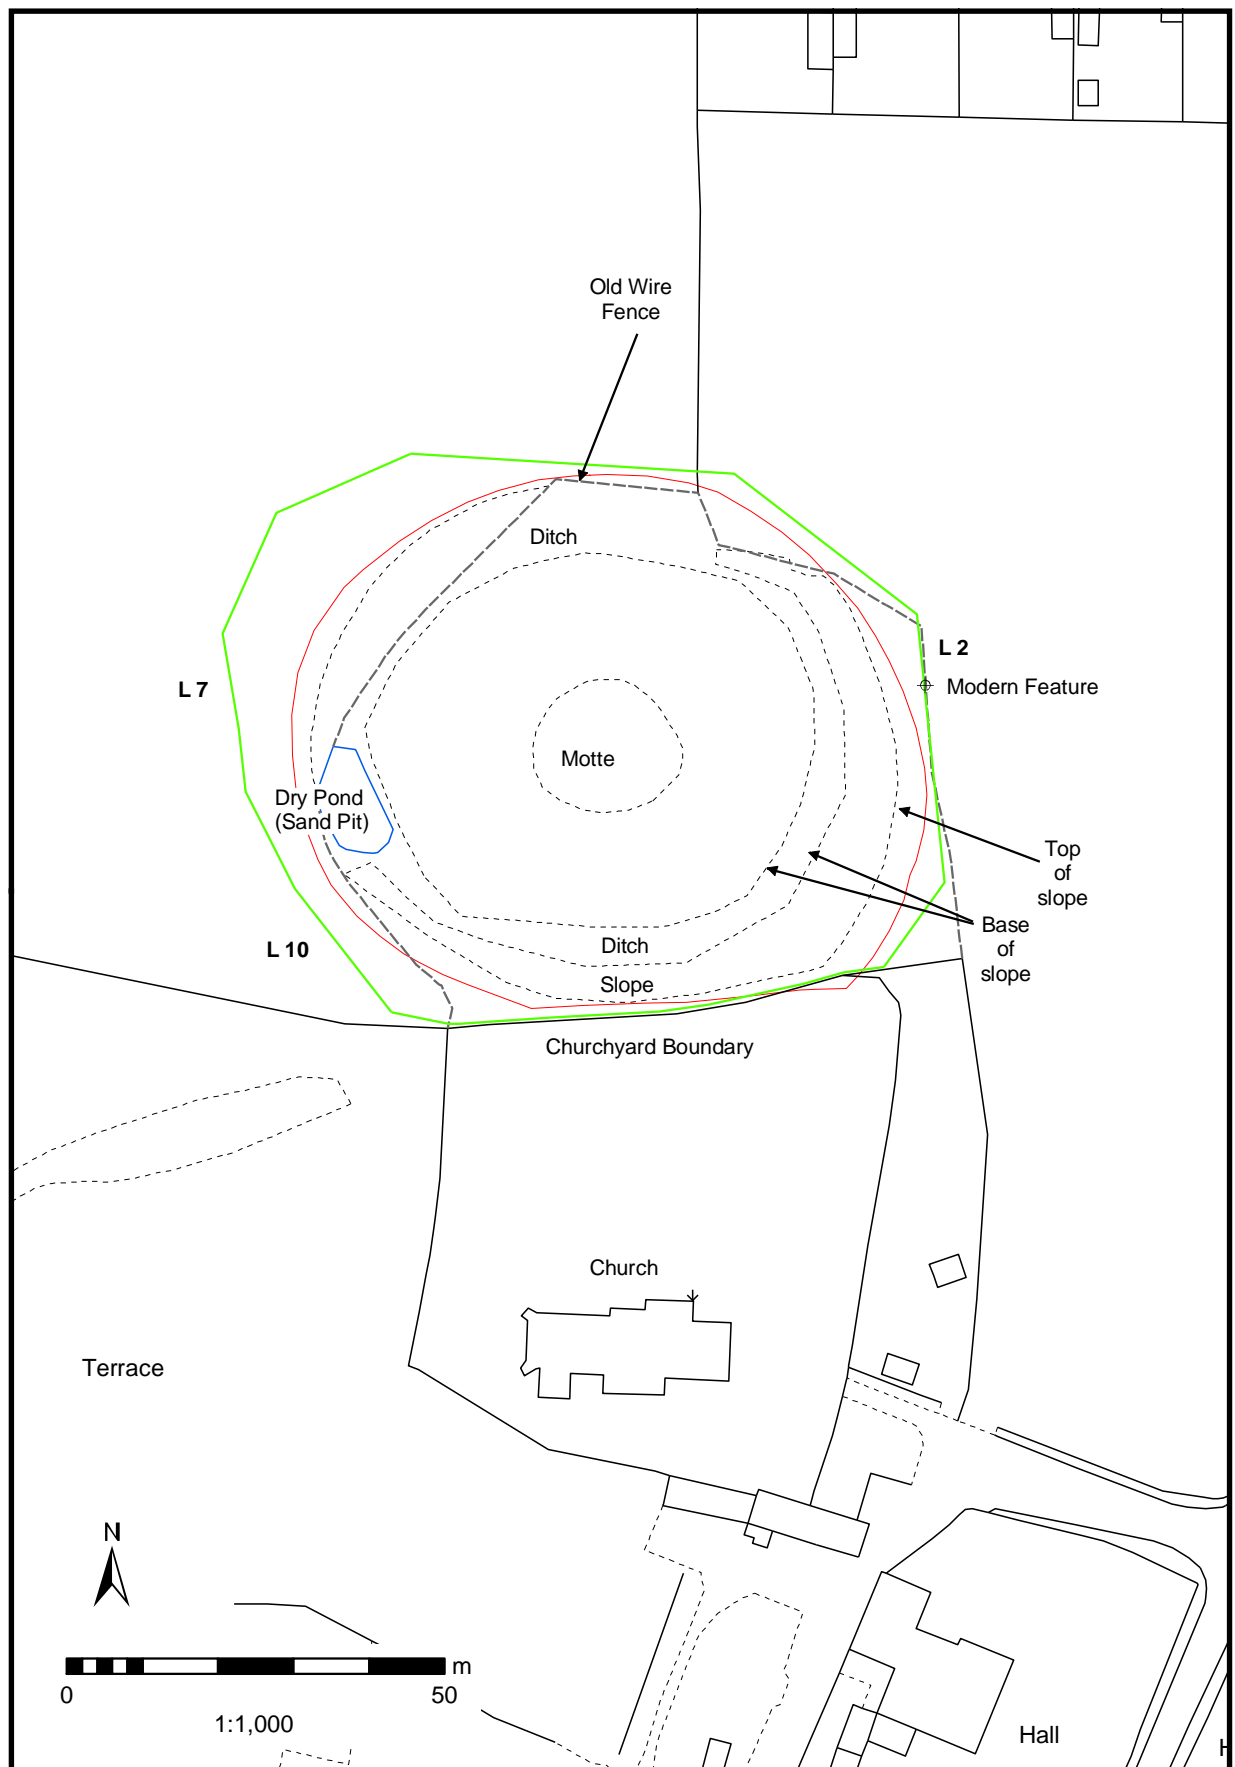 Old Wire
Fence
Ditch
L 2
L 7
Modern Feature
Motte
Dry Pond
(Sand Pit)
Top
of
slope
Base
of
slope
L 10
Ditch
Slope
Churchyard Boundary
Church
Terrace
N
m
0
50
1:1,000
Hall